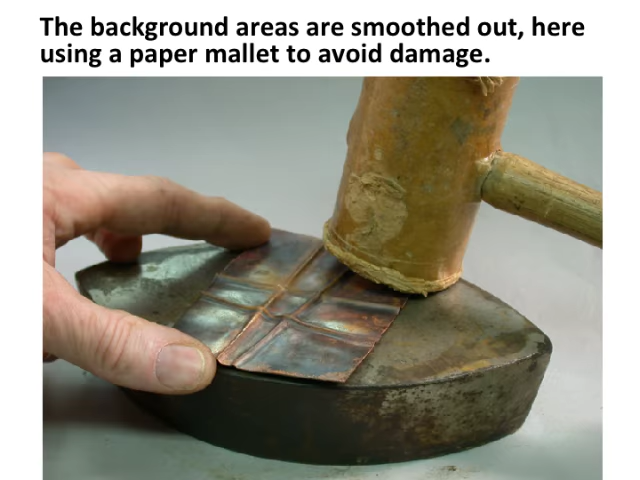 The background areas are smoothed out, here
using a paper mallet to avoid damage.